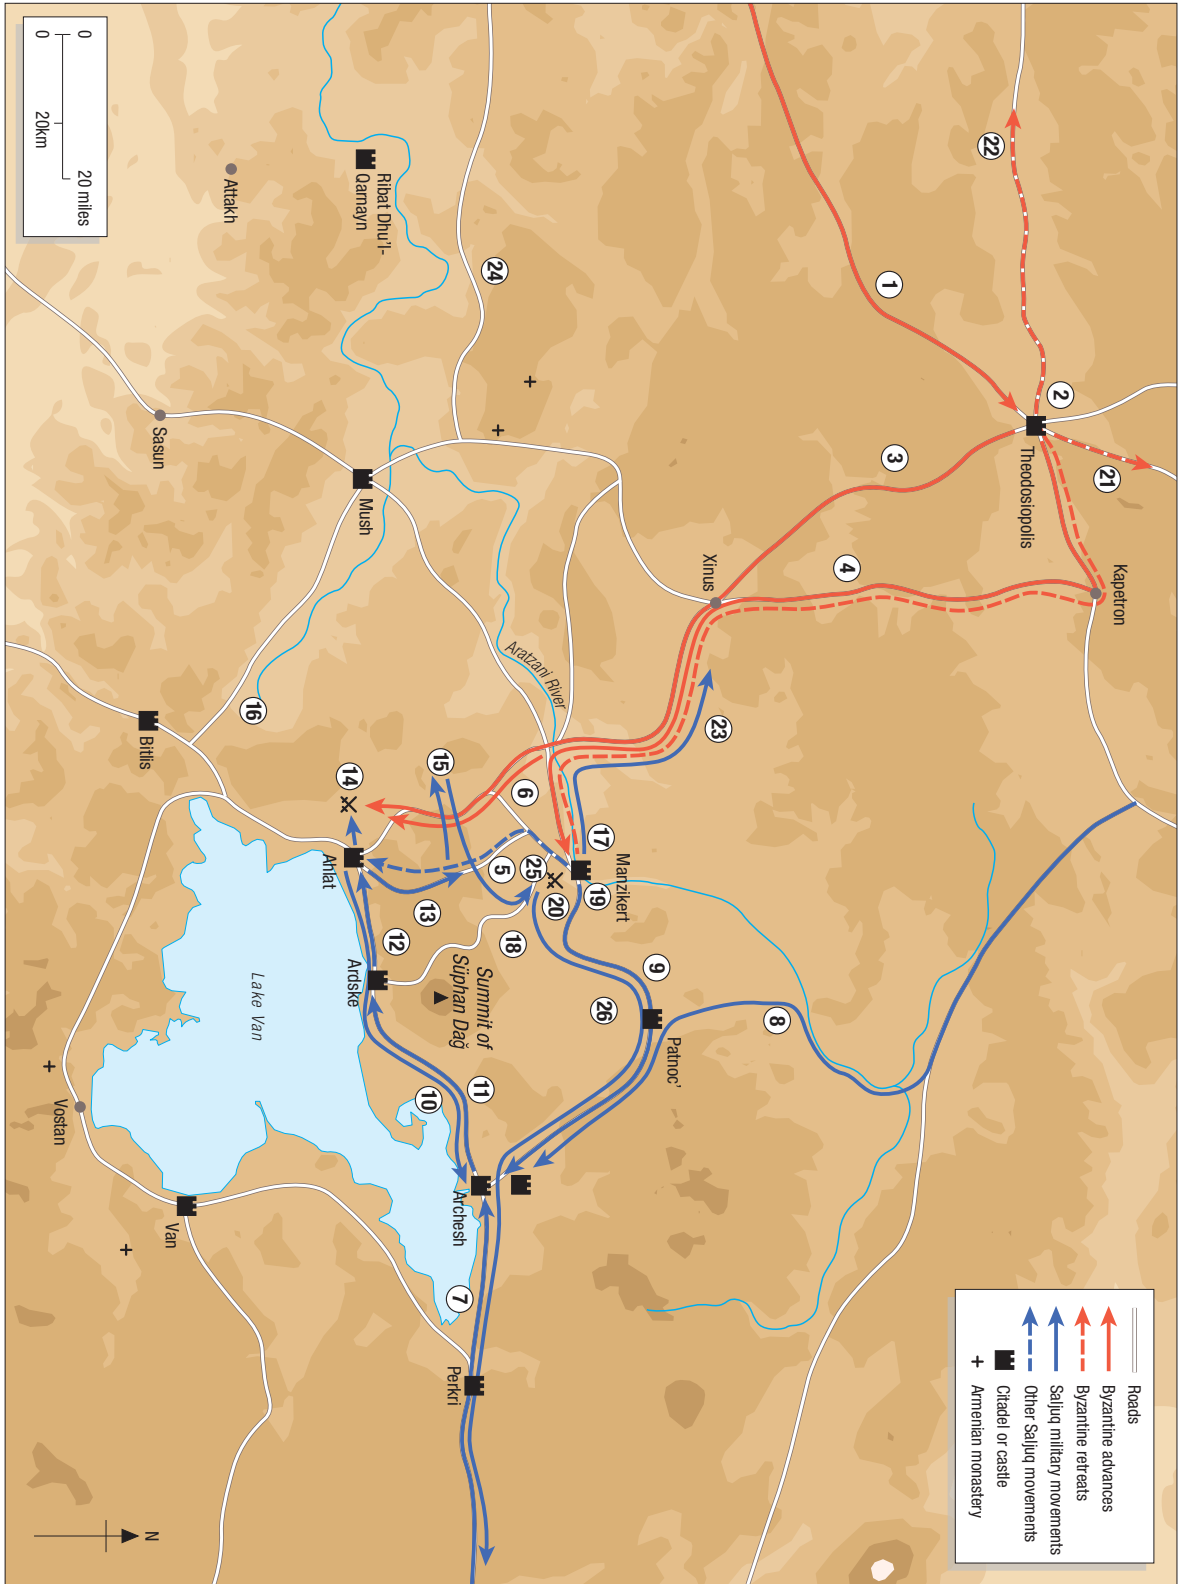 Roads
Byzantine advances
Byzantine retreats
Saljuq military movements
Other Saljuq movements
Citadel or castle
Armenian monastery
22
2
21
Theodosiopolis
Kapetron
1
3
4
Xinus
24
Ribat Dhu'l-
Qarnayn
Attakh
Sasun
Mush
Aratzani River
23
16
Bitlis
15
14
6
5
17
Manzikert
19
20
25
18
13
12
Ahlat
Ardske
Summit of
Süphan Dağ
9
26
Patnoc'
8
11
10
Archesh
7
Perkri
Lake Van
Vostan
Van
0
20 miles
0
20km
N